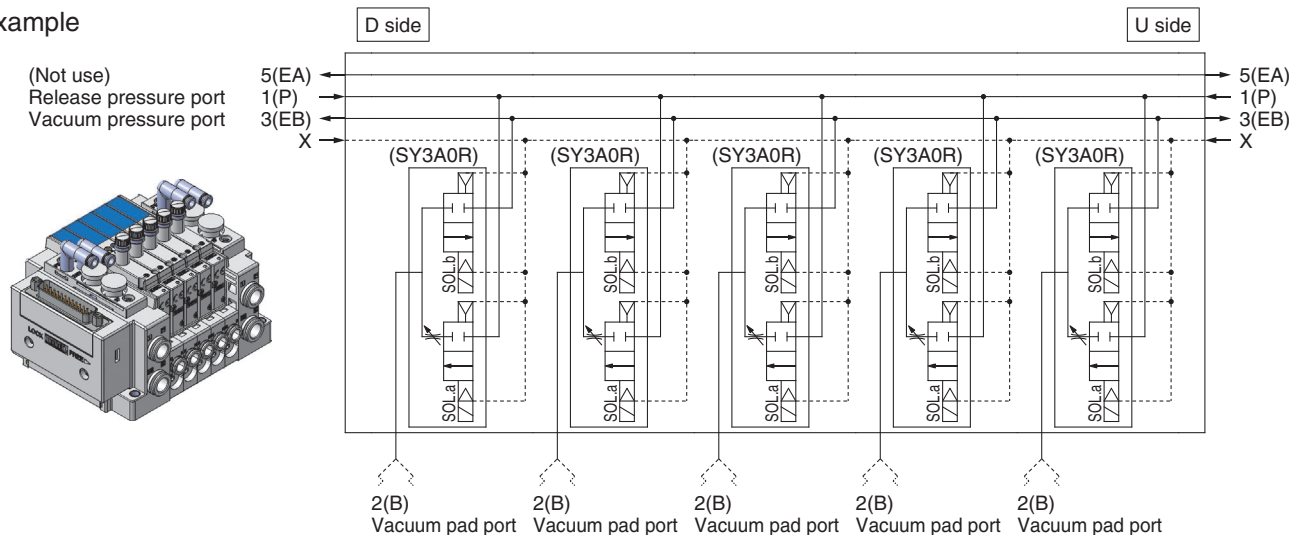 xample
D side
U side
(Not use) 5(EA)
Release pressure port 1(P)
Vacuum pressure port 3(EB)
X
5(EA)
1(P)
3(EB)
X
(SY3A0R) (SY3A0R) (SY3A0R) (SY3A0R) (SY3A0R)
SOL.b SOL.b SOL.b SOL.b SOL.b
SOL.a SOL.a SOL.a SOL.a SOL.a
LOCK
2(B) 2(B) 2(B) 2(B) 2(B)
Vacuum pad port Vacuum pad port Vacuum pad port Vacuum pad port Vacuum pad port